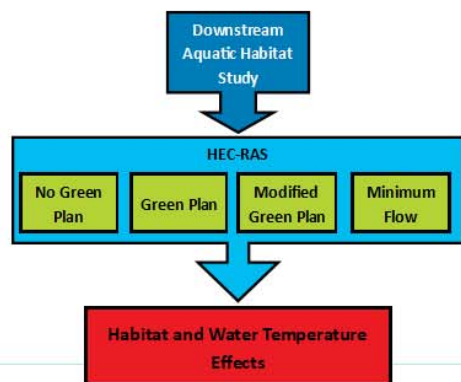 Downstream
Aquatic Habitat
Study
HEC-RAS
No Green
Plan
Green Plan
Modified
Green Plan
Minimum
Flow
Habitat and Water Temperature
Effects